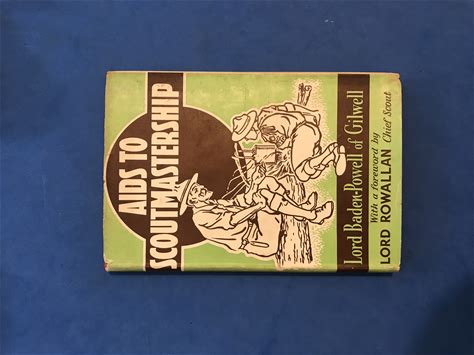 AIDS TO
SCOUTMASTERSHIP
Lord Baden-Powell of Gilwell
With a foreword by
LORD ROWALLAN Chief Scout